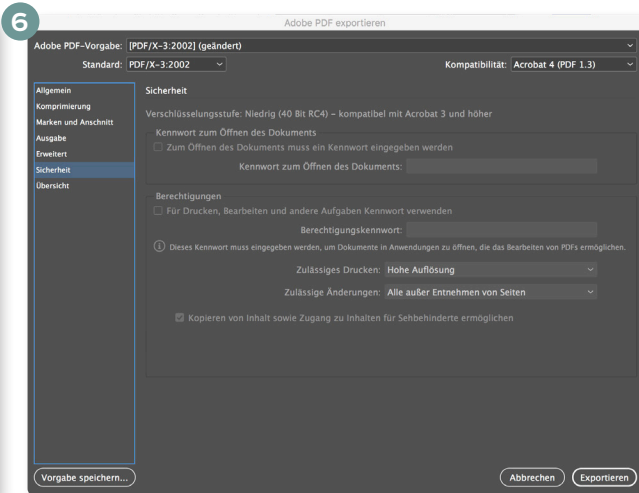 6
Adobe PDF exportieren
Adobe PDF-Vorgabe: [PDF/X-3:2002] (geändert)
Standard: PDF/X-3:2002 Kompatibilität: Acrobat 4 (PDF 1.3)
Allgemein
Komprimierung
Marken und Anschnitt
Ausgabe
Erweitert
Sicherheit
Übersicht
Sicherheit
Verschlüsselungsstufe: Niedrig (40 Bit RC4) – kompatibel mit Acrobat 3 und höher
Kennwort zum Öffnen des Dokuments
Zum Öffnen des Dokuments muss ein Kennwort eingegeben werden
Kennwort zum Öffnen des Dokuments:
Berechtigungen
Für Drucken, Bearbeiten und andere Aufgaben Kennwort verwenden
Berechtigungskennwort:
Dieses Kennwort muss eingegeben werden, um Dokumente in Anwendungen zu öffnen, die das Bearbeiten von PDFs ermöglichen.
Zulässiges Drucken: Hohe Auflösung
Zulässige Änderungen: Alle außer Entnehmen von Seiten
Kopieren von Inhalt sowie Zugang zu Inhalten für Sehbehinderte ermöglichen
Vorgabe speichern... Abbrechen Exportieren